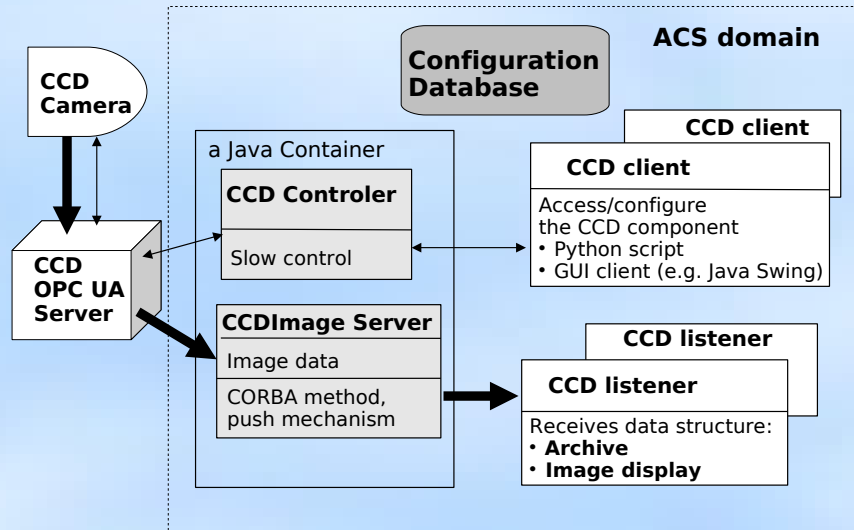 ACS domain
Configuration
Database
CCD
Camera
CCD client
CCD client
Access/configure
the CCD component
• Python script
• GUI client (e.g. Java Swing)
a Java Container
CCD Controler
Slow control
CCD
OPC UA
Server
CCDImage Server
Image data
CORBA method,
push mechanism
CCD listener
CCD listener
Receives data structure:
• Archive
• Image display